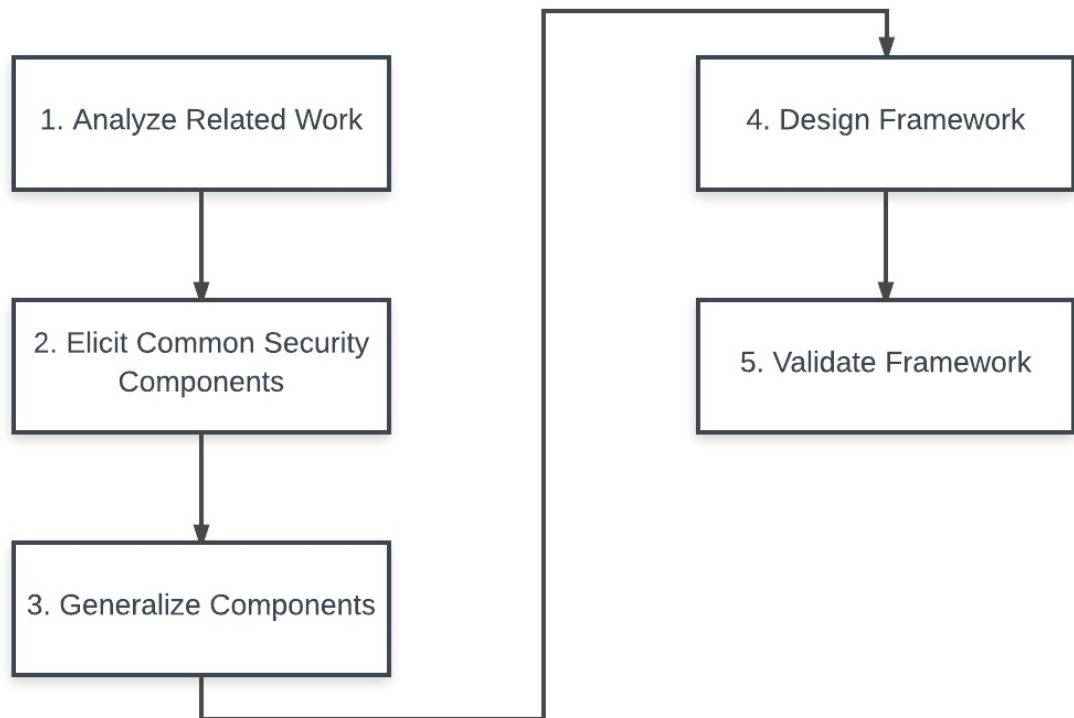 1. Analyze Related Work
2. Elicit Common Security
Components
3. Generalize Components
4. Design Framework
5. Validate Framework